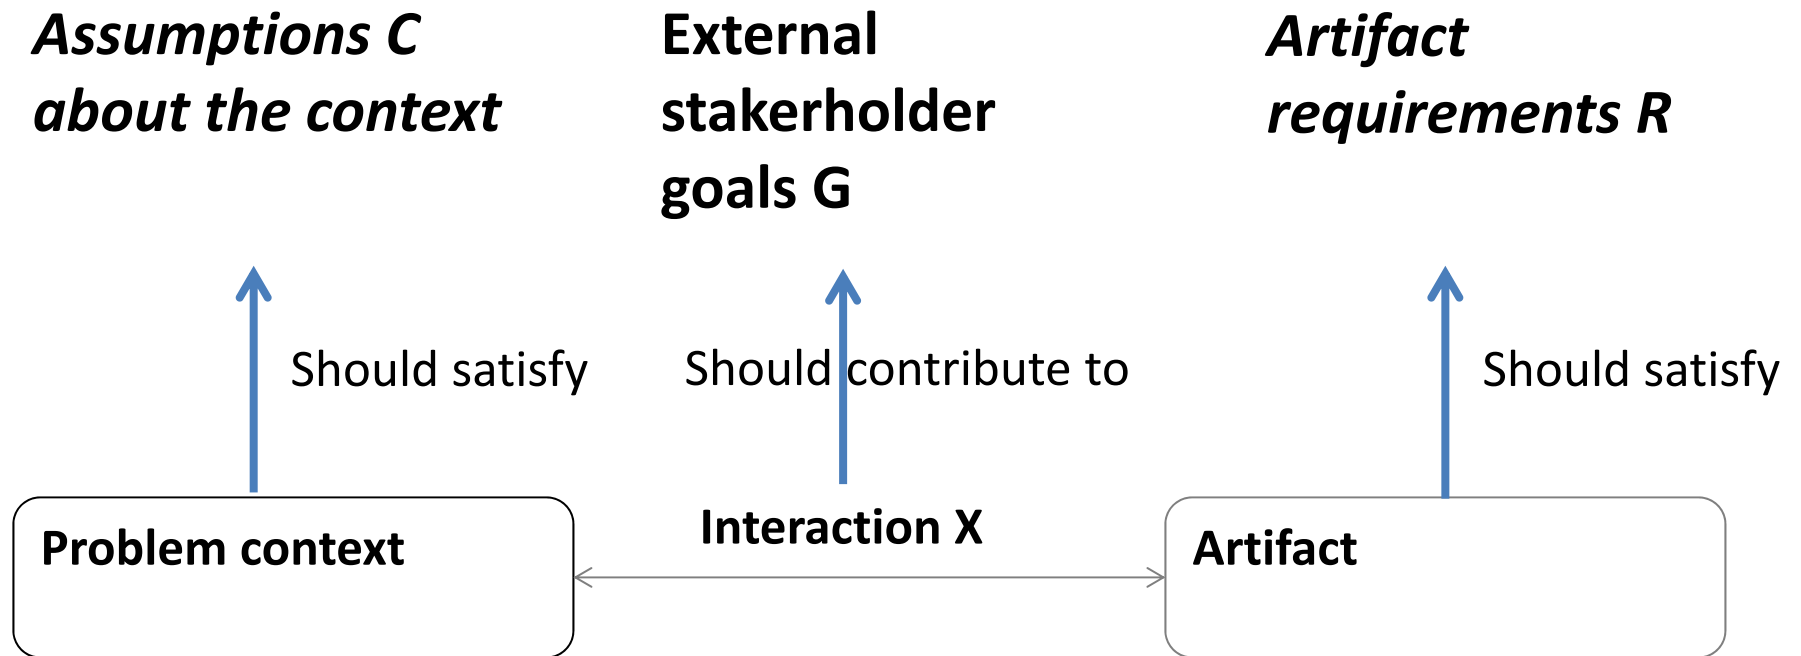 Assumptions C
about the context
External
stakerholder
goals G
Artifact
requirements R
Should satisfy
Should contribute to
Should satisfy
Problem context
Interaction X
Artifact